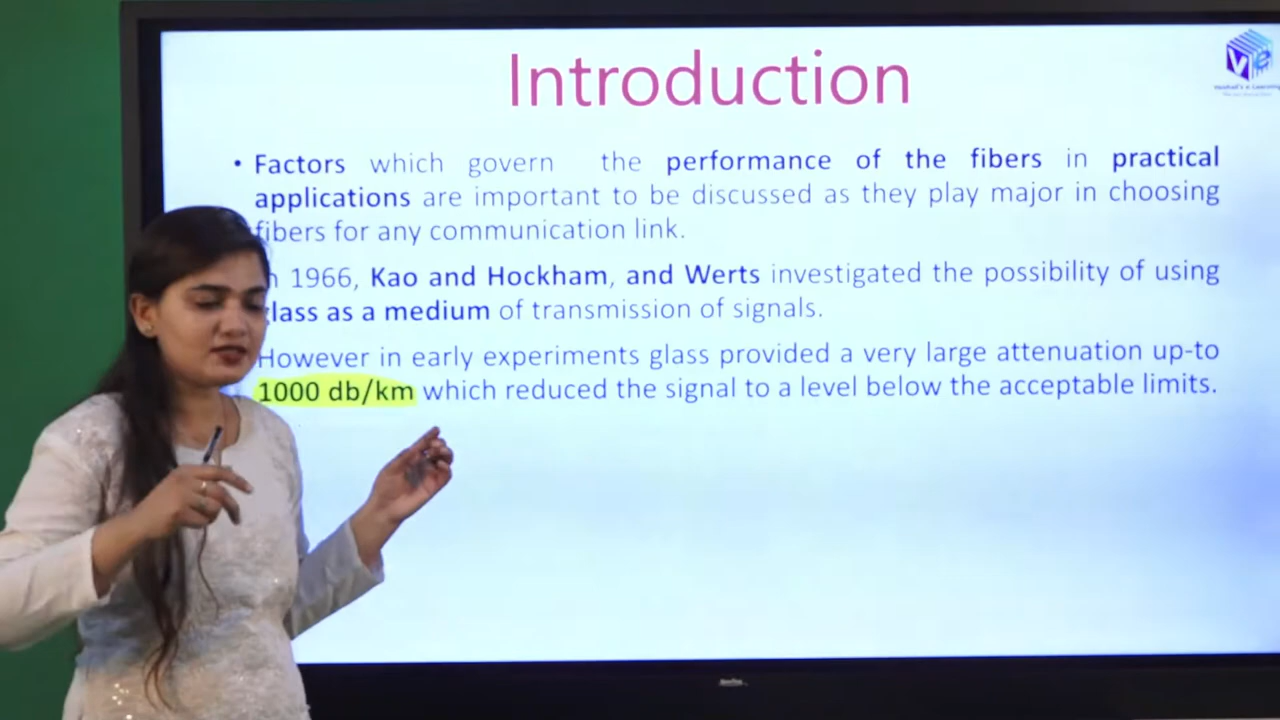 Introduction
• Factors which govern the performance of the fibers in practical
applications are important to be discussed as they play major in choosing
fibers for any communication link.
1966, Kao and Hockham, and Werts investigated the possibility of using
lass as a medium of transmission of signals.
However in early experiments glass provided a very large attenuation up-to
1000 db/km which reduced the signal to a level below the acceptable limits.
Ve